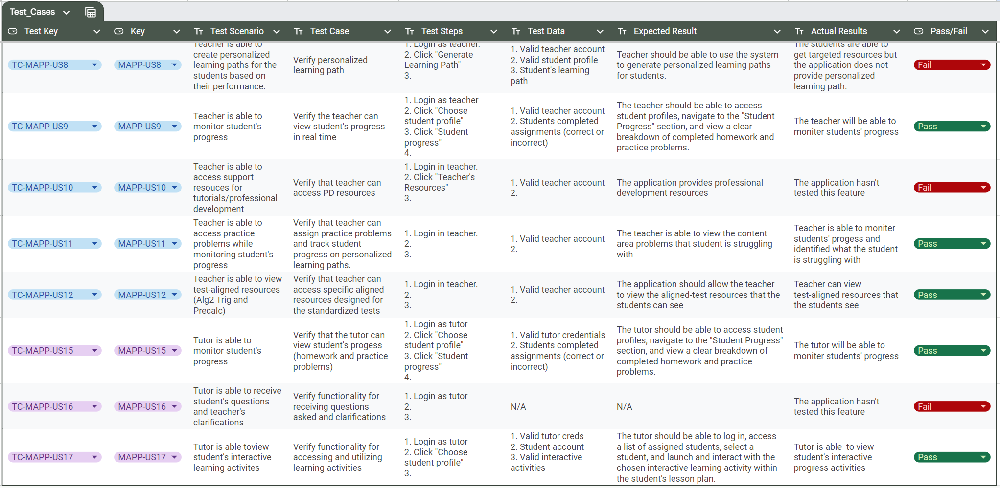 Test_Cases
Test Key
Key
Test Scenario
Test Case
Test Steps
Test Data
Expected Result
Actual Results
Pass/Fail
TC-MAPP-US8
MAPP-US8
Teacher is able to
create personalized
learning paths for the
students based on
their performance.
Verify personalized
learning path
1. Login as teacher.
2. Click "Generate
Learning Path"
3.
1. Valid teacher account
2. Valid student profile
3. Student's learning
path
Teacher should be able to use the system
to generate personalized learning paths
for students.
The students are able to
get targeted resources but
the application does not
provide personalized
learning path.
Fail
TC-MAPP-US9
MAPP-US9
Teacher is able to
monitor student's
progress
Verify the teacher can
view student's progress
in real time
1. Login as teacher
2. Click "Choose
student profile"
3. Click "Student
progress"
4.
1. Valid teacher account
2. Students completed
assignments (correct or
incorrect)
The teacher should be able to access
student profiles, navigate to the "Student
Progress" section, and view a clear
breakdown of completed homework and
practice problems.
The teacher will be able to
moniter students' progress
Pass
TC-MAPP-US10
MAPP-US10
Teacher is able to
access support
resouces for
tutorials/professional
development
Verify that teacher can
access PD resources
1. Login in teacher.
2. Click "Teacher's
Resources"
3.
1. Valid teacher account
2.
The application provides professional
development resources
The application hasn't
tested this feature
Fail
TC-MAPP-US11
MAPP-US11
Teacher is able to
access practice
problems while
monitoring student's
progress
Verify that teacher can
assign practice problems
and track student
progress on personalized
learning paths.
1. Login in teacher.
2.
3.
1. Valid teacher account
2.
The teacher is able to view the content
area problems that student is struggling
with
Teacher is able to moniter
students' progess and
identified what the student
is struggling with
Pass
TC-MAPP-US12
MAPP-US12
Teacher is able to view
test-aligned resources
(Alg2 Trig and
Precalc)
Verify that teacher can
access specific aligned
resources designed for
the standardized tests
1. Login in teacher.
2.
3.
1. Valid teacher account
2.
The application should allow the teacher
to view the aligned-test resources that the
students can see
Teacher can view
test-aligned resources that
the students see
Pass
TC-MAPP-US15
MAPP-US15
Tutor is able to
monitor student's
progress
Verify that the tutor can
view student's progess
(homework and practice
problems)
1. Login as tutor
2. Click "Choose
student profile"
3. Click "Student
progress"
4.
1. Valid tutor credentials
2. Students completed
assignments (correct or
incorrect)
The tutor should be able to access student
profiles, navigate to the "Student Progress"
section, and view a clear breakdown of
completed homework and practice
problems.
The tutor will be able to
moniter students' progress
Pass
TC-MAPP-US16
MAPP-US16
Tutor is able to receive
student's questions
and teacher's
clarifications
Verify functionality for
receiving questions
asked and clarifications
1. Login as tutor
2.
3.
N/A
N/A
The application hasn't
tested this feature
Fail
TC-MAPP-US17
MAPP-US17
Tutor is able toview
student's interactive
learning activites
Verify functionality for
accessing and utilizing
learning activities
1. Login as tutor
2. Click "Choose
student profile"
3.
1. Valid tutor creds
2. Student account
3. Valid interactive
activities
The tutor should be able to log in, access
a list of assigned students, select a
student, and launch and interact with the
chosen interactive learning activity within
the student's lesson plan.
Tutor is able  to view
student's interactive
progress activities
Pass